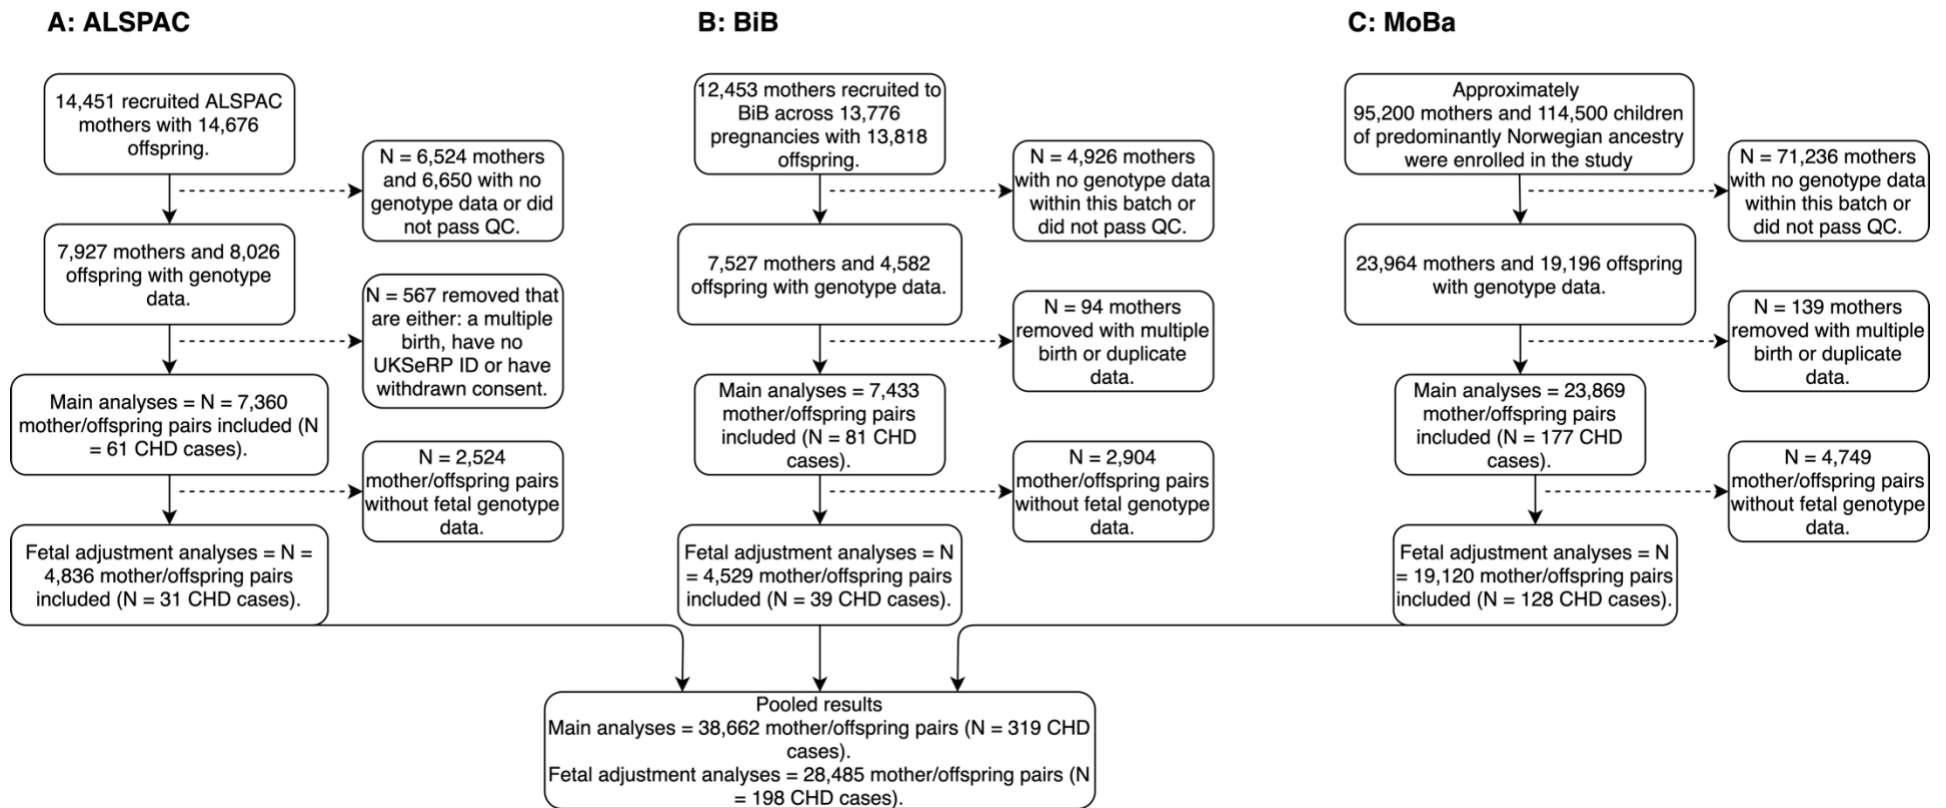 A: ALSPAC
14,451 recruited ALSPAC
mothers with 14,676
offspring.
N = 6,524 mothers
and 6,650 with no
genotype data or did
not pass QC.
7,927 mothers and 8,026
offspring with genotype
data.
N = 567 removed that
are either: a multiple
birth, have no
UKSeRP ID or have
withdrawn consent.
Main analyses = N = 7,360
mother/offspring pairs included (N
= 61 CHD cases).
N = 2,524
mother/offspring pairs
without fetal genotype
data.
Fetal adjustment analyses = N =
4,836 mother/offspring pairs
included (N = 31 CHD cases).
B: BiB
12,453 mothers recruited to
BiB across 13,776
pregnancies with 13,818
offspring.
N = 4,926 mothers
with no genotype data
within this batch or
did not pass QC.
7,527 mothers and 4,582
offspring with genotype data.
N = 94 mothers
removed with multiple
birth or duplicate
data.
Main analyses = 7,433
mother/offspring pairs
included (N = 81 CHD
cases).
N = 2,904
mother/offspring pairs
without fetal genotype
data.
Fetal adjustment analyses = N
= 4,529 mother/offspring pairs
included (N = 39 CHD cases).
C: MoBa
Approximately
95,200 mothers and 114,500 children
of predominantly Norwegian ancestry
were enrolled in the study
N = 71,236 mothers
with no genotype data
within this batch or
did not pass QC.
23,964 mothers and 19,196 offspring
with genotype data.
N = 139 mothers
removed with multiple
birth or duplicate
data.
Main analyses = 23,869
mother/offspring pairs
included (N = 177 CHD
cases).
N = 4,749
mother/offspring pairs
without fetal genotype
data.
Fetal adjustment analyses = N
= 19,120 mother/offspring pairs
included (N = 128 CHD cases).
Pooled results
Main analyses = 38,662 mother/offspring pairs (N = 319 CHD
cases).
Fetal adjustment analyses = 28,485 mother/offspring pairs (N
= 198 CHD cases).